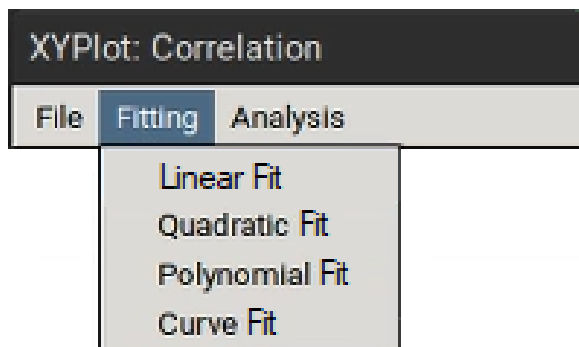 XYPlot: Correlation
File Fitting Analysis
Linear Fit
Quadratic Fit
Polynomial Fit
Curve Fit